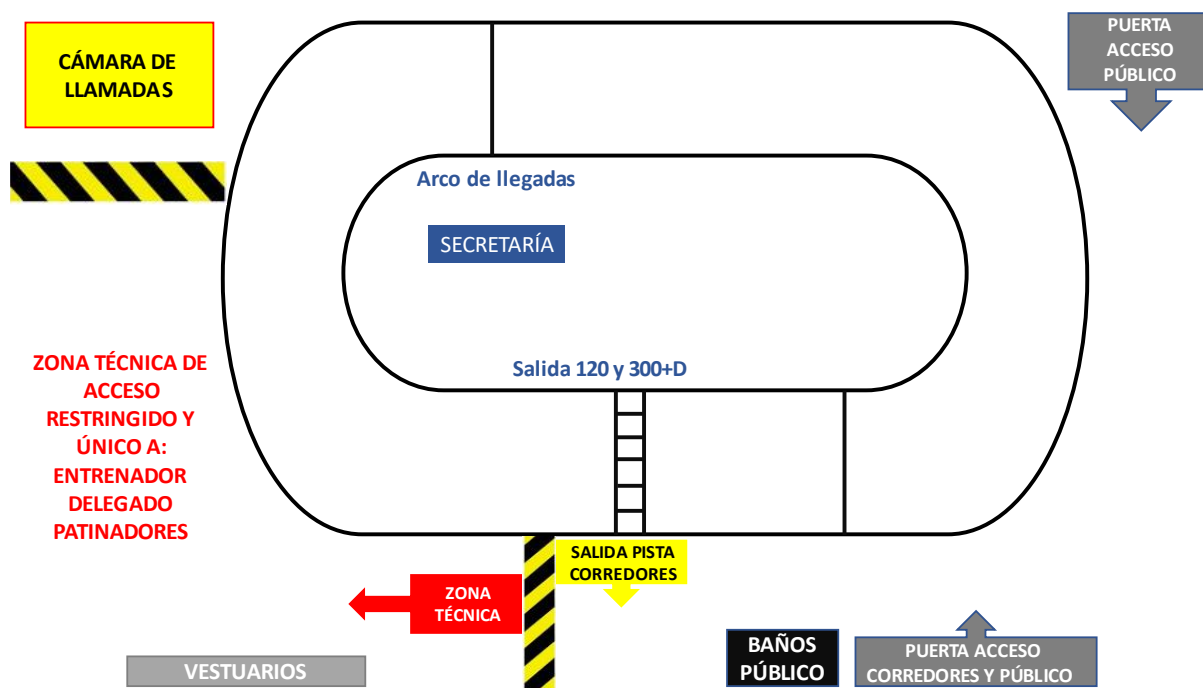 CÁMARA DE
LLAMADAS
PUERTA
ACCESO
PÚBLICO
Arco de llegadas
SECRETARÍA
Salida 120 y 300+D
ZONA TÉCNICA DE
ACCESO
RESTRINGIDO Y
ÚNICO A:
ENTRENADOR
DELEGADO
PATINADORES
SALIDA PISTA
CORREDORES
ZONA
TÉCNICA
VESTUARIOS
BAÑOS
PÚBLICO
PUERTA ACCESO
CORREDORES Y PÚBLICO